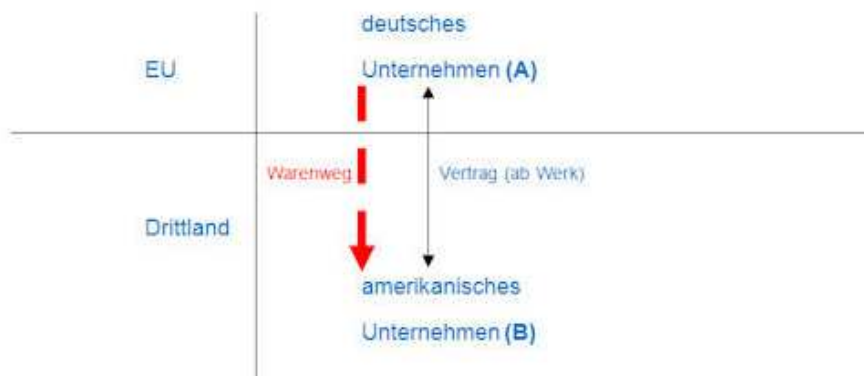 deutsches
EU
Unternehmen (A)
Warenweg
Vertrag (ab Werk)
Drittland
amerikanisches
Unternehmen (B)